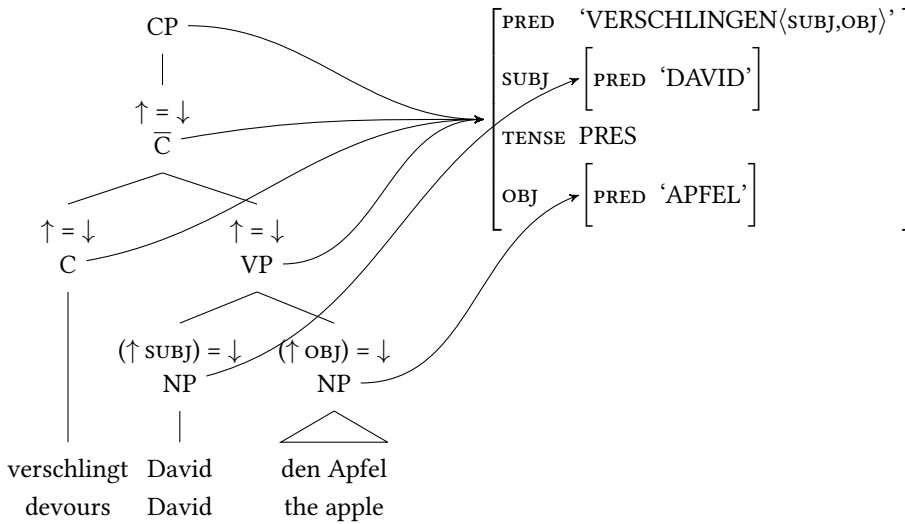 CP
↑ = ↓
C̅
↑ = ↓ ↑ = ↓
C VP
(↑ SUBJ) = ↓ (↑ OBJ) = ↓
NP NP
verschlingt David den Apfel
devours David the apple
PRED ‘VERSCHLINGEN⟨SUBJ,OBJ⟩’
SUBJ [PRED ‘DAVID’]
TENSE PRES
OBJ [PRED ‘APFEL’]